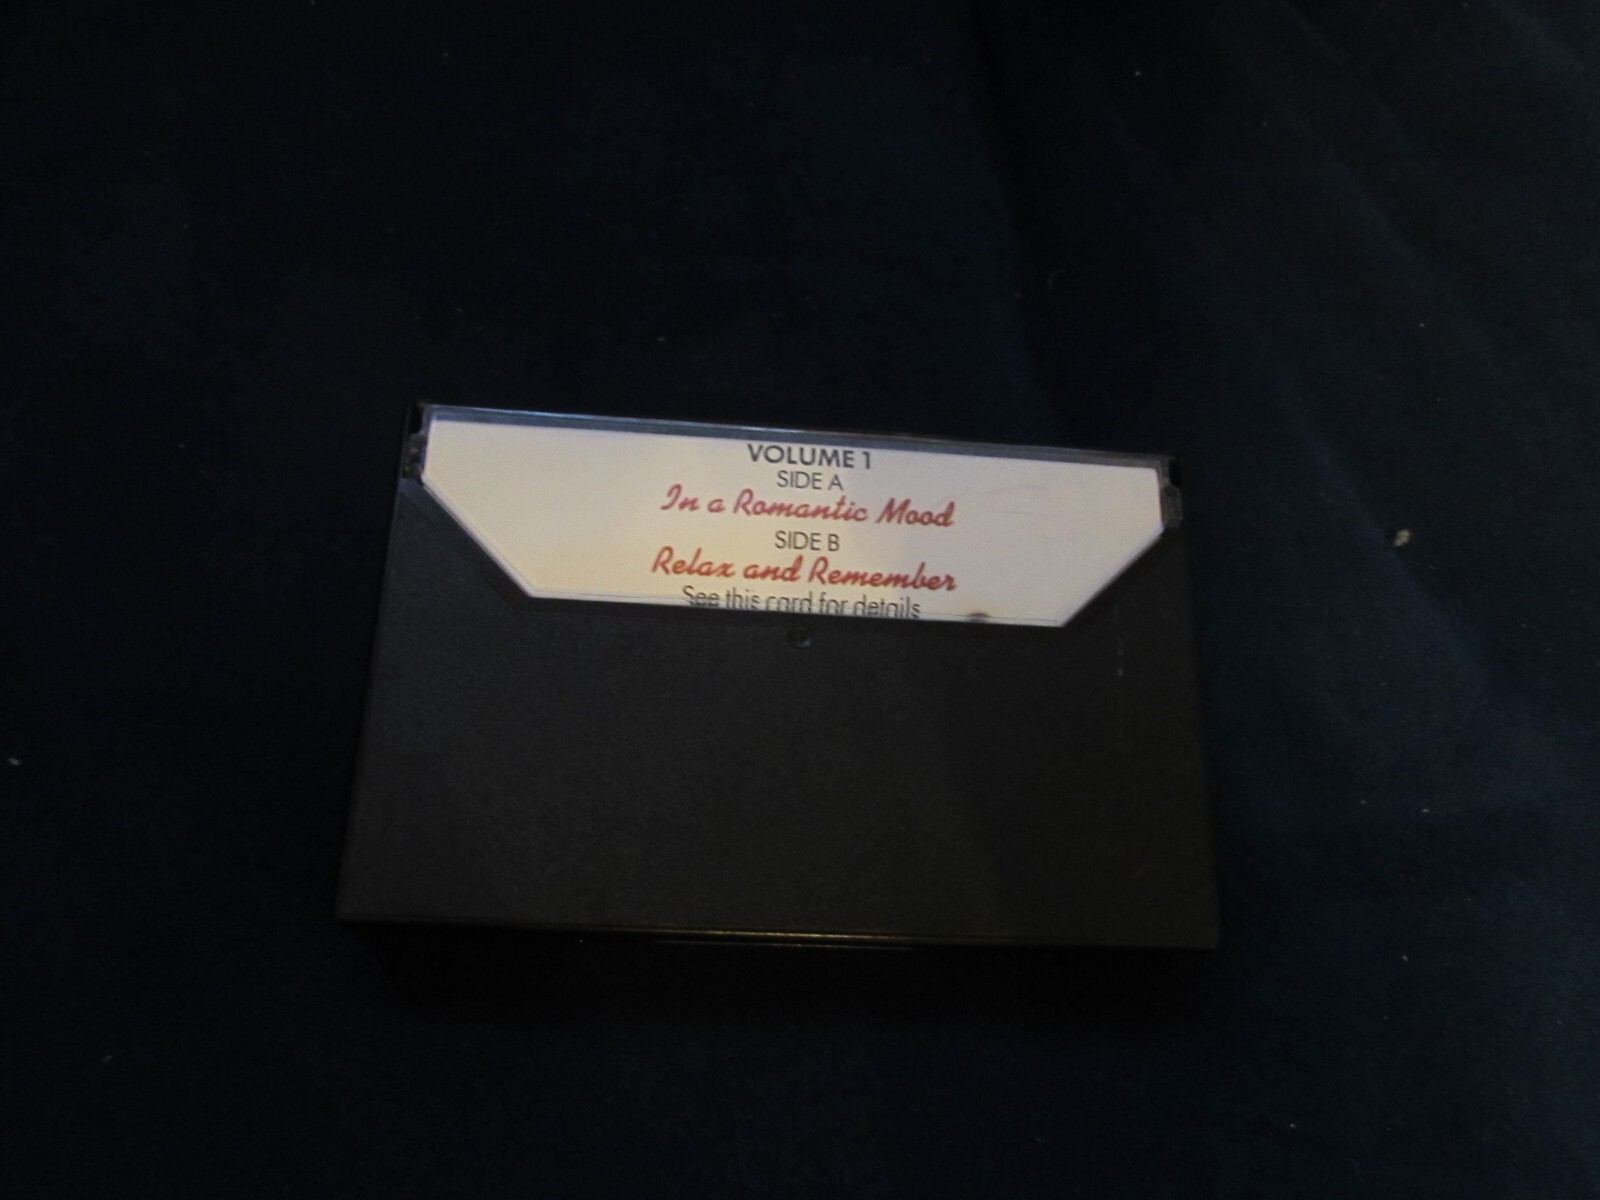 VOLUME 1
SIDE A
In a Romantic Mood
SIDE B
Relax and Remember
See this card for details